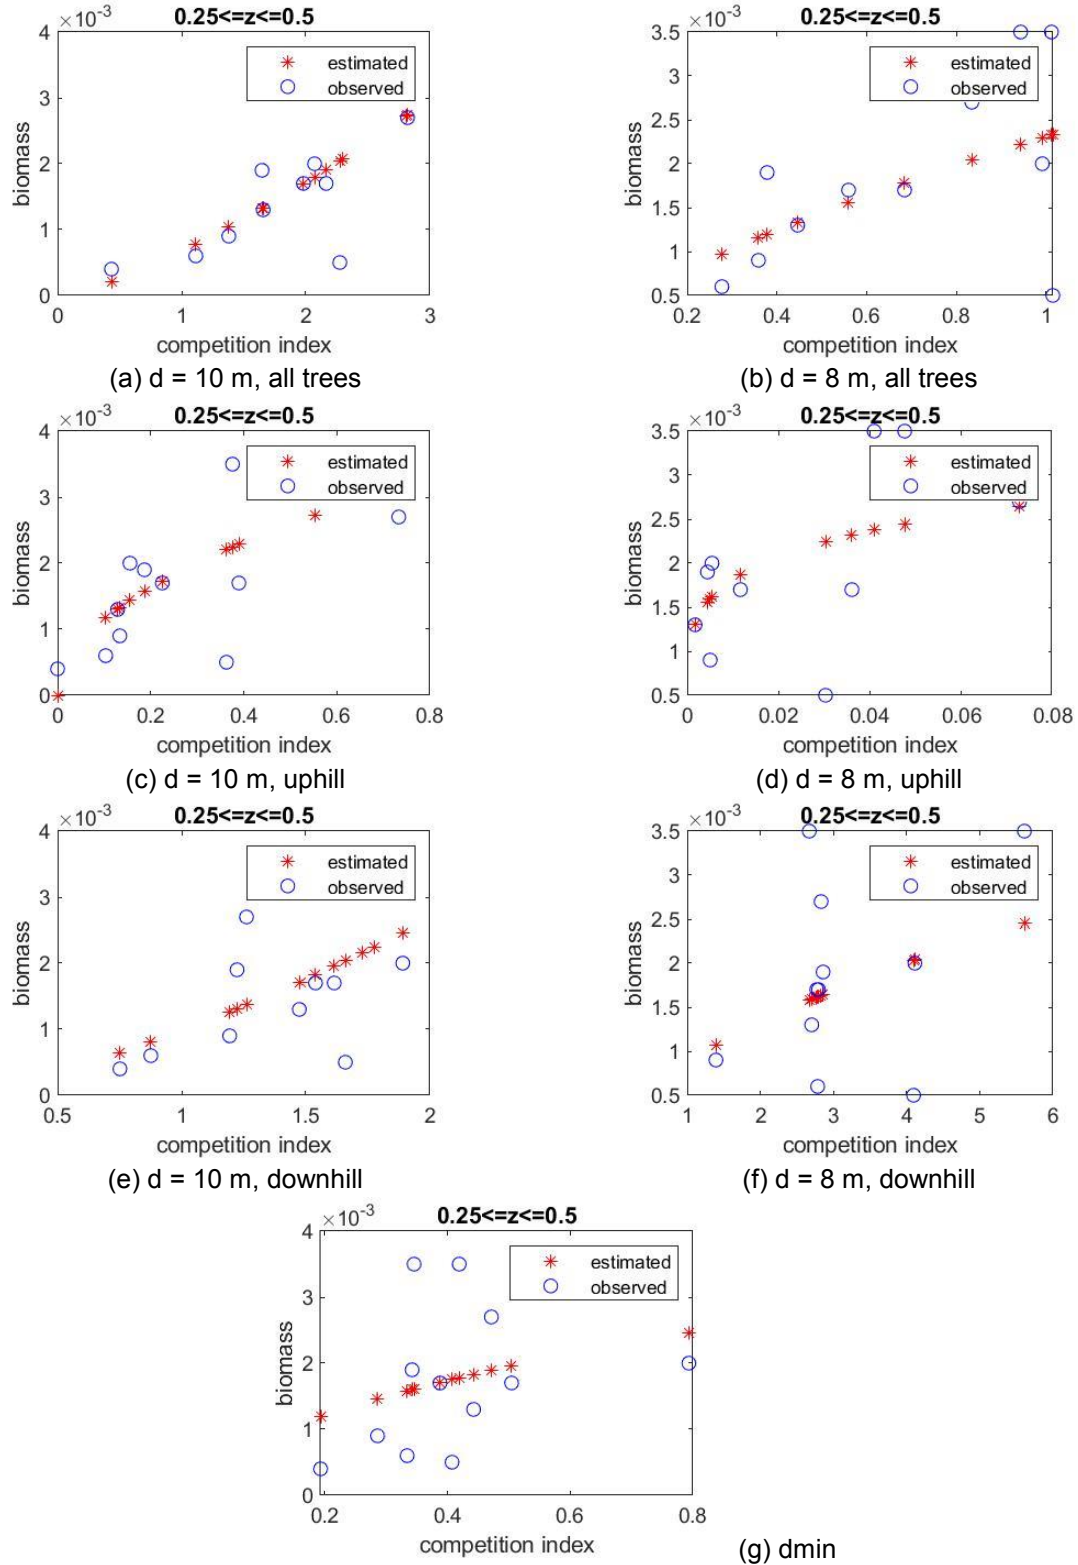 ×10⁻³ 0.25<=z<=0.5
4
3
2
1
0
biomass
estimated
observed
0 1 2 3
competition index
(a) d = 10 m, all trees
×10⁻³ 0.25<=z<=0.5
3.5
3
2.5
2
1.5
1
0.5
biomass
estimated
observed
0.2 0.4 0.6 0.8 1
competition index
(b) d = 8 m, all trees
×10⁻³ 0.25<=z<=0.5
4
3
2
1
0
biomass
estimated
observed
0 0.2 0.4 0.6 0.8
competition index
(c) d = 10 m, uphill
×10⁻³ 0.25<=z<=0.5
3.5
3
2.5
2
1.5
1
0.5
biomass
estimated
observed
0 0.02 0.04 0.06 0.08
competition index
(d) d = 8 m, uphill
×10⁻³ 0.25<=z<=0.5
4
3
2
1
0
biomass
estimated
observed
0.5 1 1.5 2
competition index
(e) d = 10 m, downhill
×10⁻³ 0.25<=z<=0.5
3.5
3
2.5
2
1.5
1
0.5
biomass
estimated
observed
1 2 3 4 5 6
competition index
(f) d = 8 m, downhill
×10⁻³ 0.25<=z<=0.5
4
3
2
1
0
biomass
estimated
observed
0.2 0.4 0.6 0.8
competition index
(g) dmin